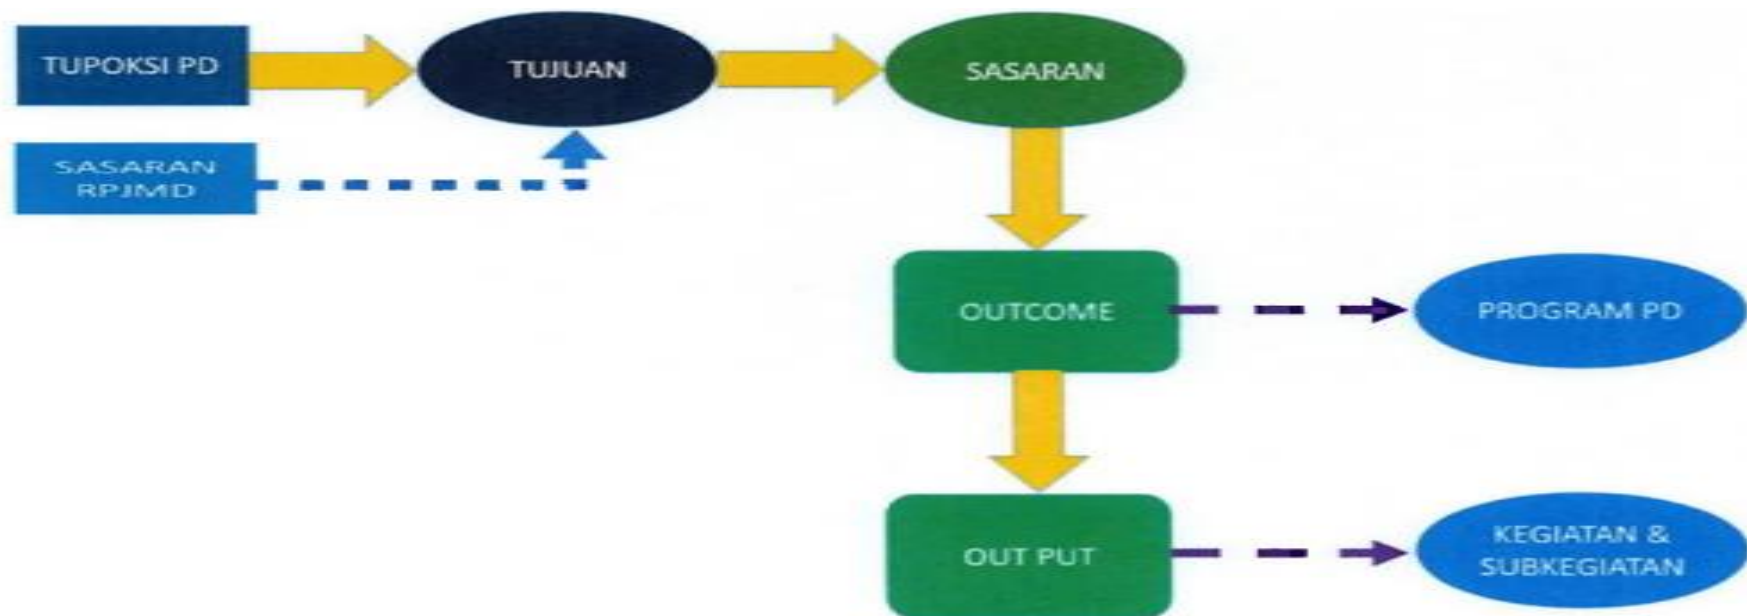 TUPOKSI PD
TUJUAN
SASARAN
SASARAN
RPJMD
OUTCOME
PROGRAM PD
OUT PUT
KEGIATAN &
SUBKEGIATAN